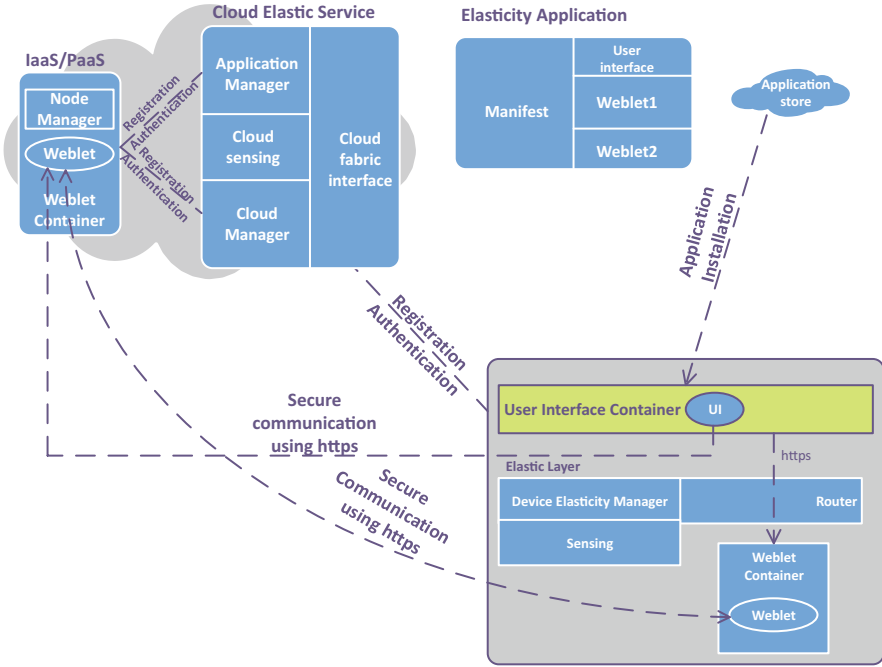 Cloud Elastic Service
Elasticity Application
IaaS/PaaS
Node
Manager
Weblet
Weblet
Container
Registration
Authentication
Registration
Authentication
Application
Manager
Cloud
sensing
Cloud
Manager
Cloud
fabric
interface
Manifest
User
interface
Weblet1
Weblet2
Application
store
Application
Installation
Registration
Authentication
Secure
communication
using https
Secure
Communication
using https
User Interface Container
UI
https
Elastic Layer
Device Elasticity Manager
Router
Sensing
Weblet
Container
Weblet